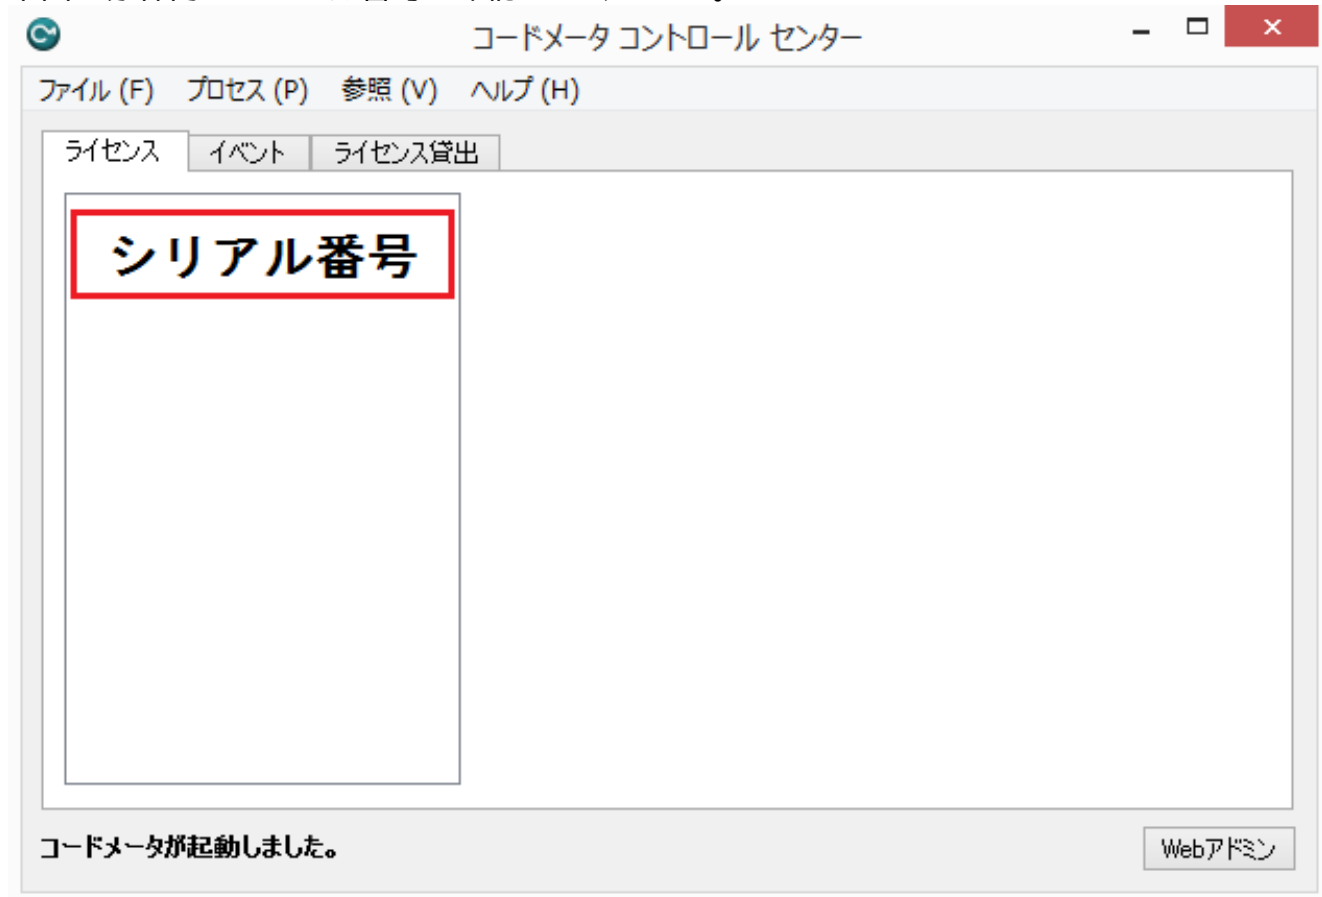 コードメータ コントロール センター
ファイル (F) プロセス (P) 参照 (V) ヘルプ (H)
ライセンス イベント ライセンス貸出
シリアル番号
コードメータが起動しました。
Webアドミン